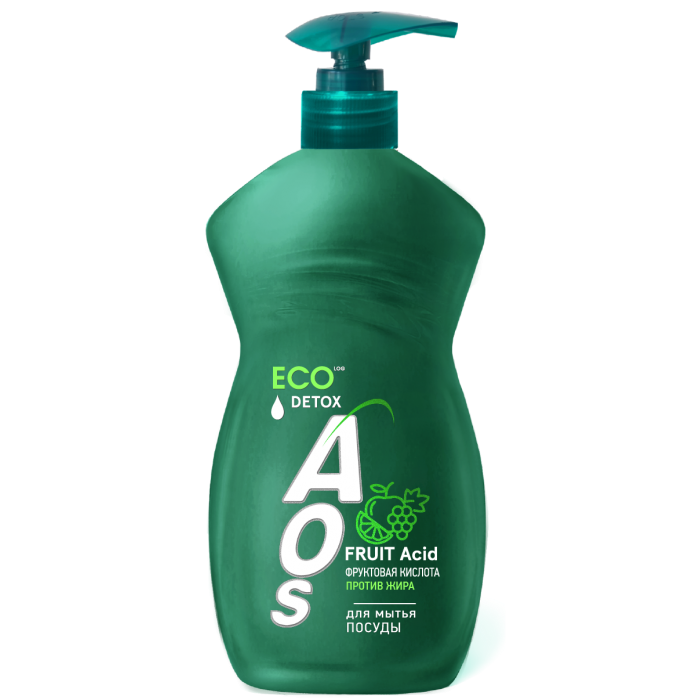 ECO LOG
DETOX
AOS
FRUIT Acid
ФРУКТОВАЯ КИСЛОТА
ПРОТИВ ЖИРА
для мытья
ПОСУДЫ